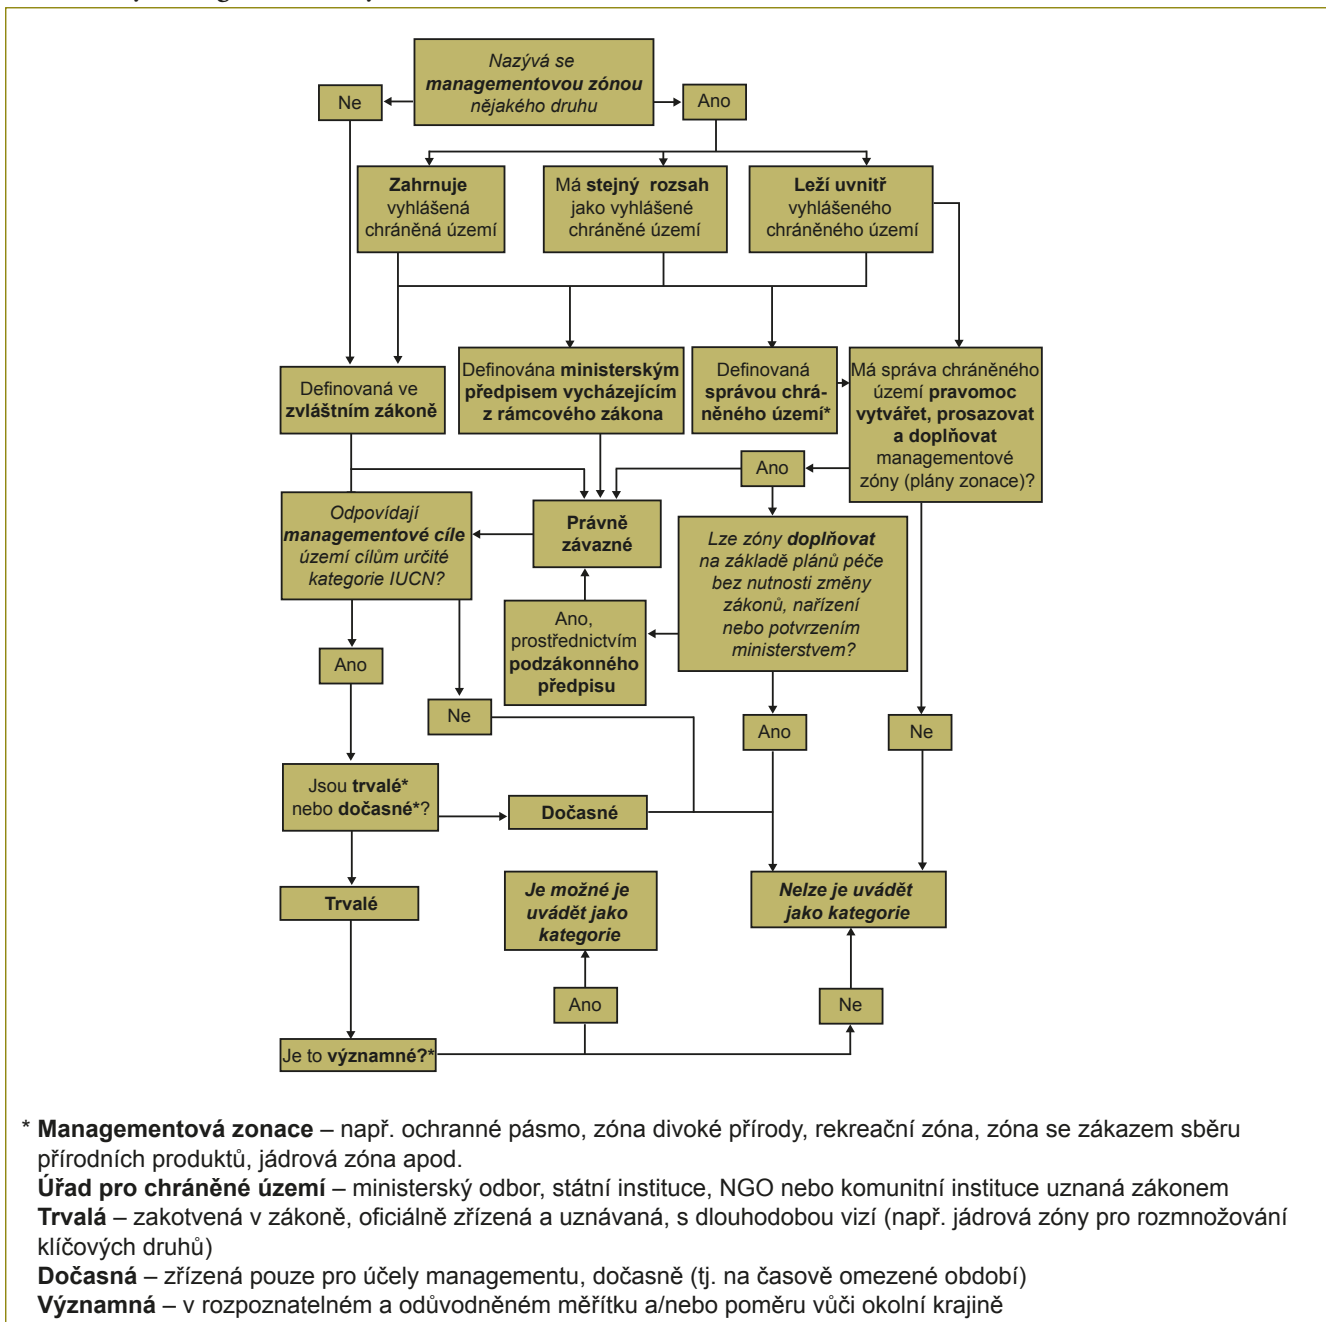 Nazývá se
managementovou zónou
nějakého druhu
Ne
Ano
Zahrnuje
vyhlášená
chráněná území
Má stejný rozsah
jako vyhlášené
chráněné území
Leží uvnitř
vyhlášeného
chráněného území
Definovaná ve
zvláštním zákoně
Definována ministerským
předpisem vycházejícím
z rámcového zákona
Definovaná
správou chrá-
něného území*
Má správa chráněného
území pravomoc
vytvářet, prosazovat
a doplňovat
managementové
zóny (plány zonace)?
Ano
Odpovídají
managementové cíle
území cílům určité
kategorie IUCN?
Právně
závazné
Lze zóny doplňovat
na základě plánů péče
bez nutnosti změny
zákonů, nařízení
nebo potvrzením
ministerstvem?
Ano,
prostřednictvím
podzákonného
předpisu
Ano
Ne
Ano
Ne
Jsou trvalé*
nebo dočasné*?
Dočasné
Trvalé
Je možné je
uvádět jako
kategorie
Nelze je uvádět
jako kategorie
Ano
Ne
Je to významné?*
* Managementová zonace – např. ochranné pásmo, zóna divoké přírody, rekreační zóna, zóna se zákazem sběru
přírodních produktů, jádrová zóna apod.
Úřad pro chráněné území – ministerský odbor, státní instituce, NGO nebo komunitní instituce uznaná zákonem
Trvalá – zakotvená v zákoně, oficiálně zřízená a uznávaná, s dlouhodobou vizí (např. jádrová zóny pro rozmnožování
klíčových druhů)
Dočasná – zřízená pouze pro účely managementu, dočasně (tj. na časově omezené období)
Významná – v rozpoznatelném a odůvodněném měřítku a/nebo poměru vůči okolní krajině